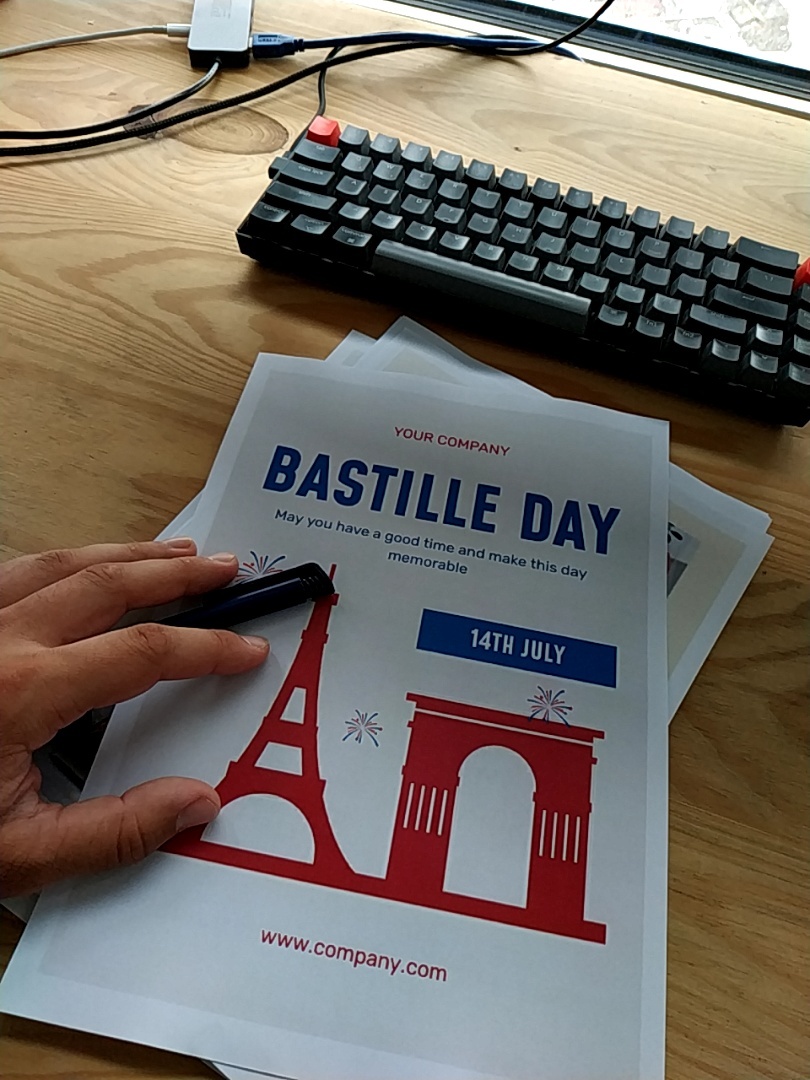 YOUR COMPANY
BASTILLE DAY
May you have a good time and make this day
memorable
14TH JULY
www.company.com